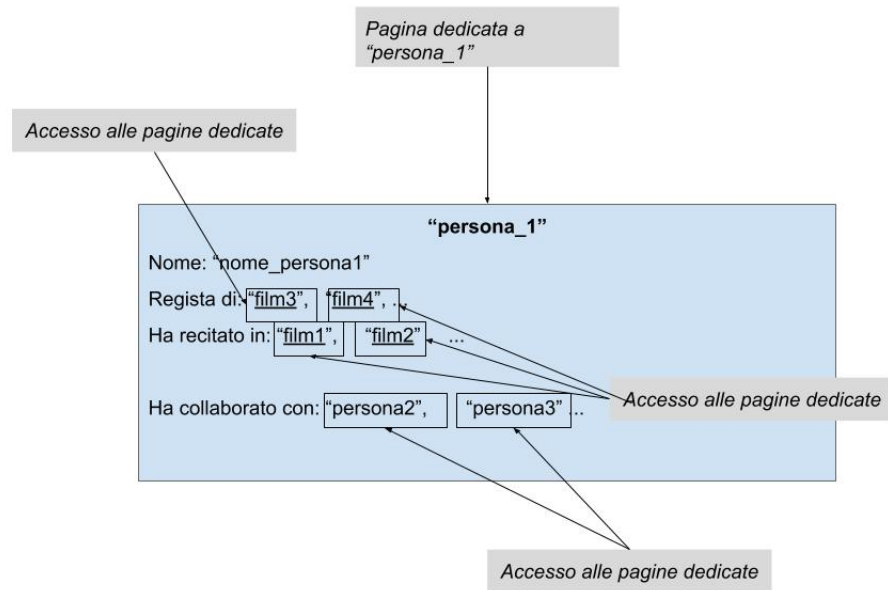 Pagina dedicata a
“persona_1”
Accesso alle pagine dedicate
“persona_1”
Nome: “nome_persona1”
Regista di: “film3”, “film4”, ...
Ha recitato in: “film1”, “film2” ...
Ha collaborato con: “persona2”, “persona3” ...
Accesso alle pagine dedicate
Accesso alle pagine dedicate